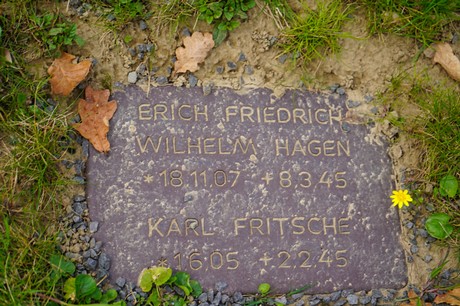 ERICH FRIEDRICH
WILHELM HAGEN
*18.11.07 +8.3.45
KARL FRITSCHE
*16.05 +2.2.45